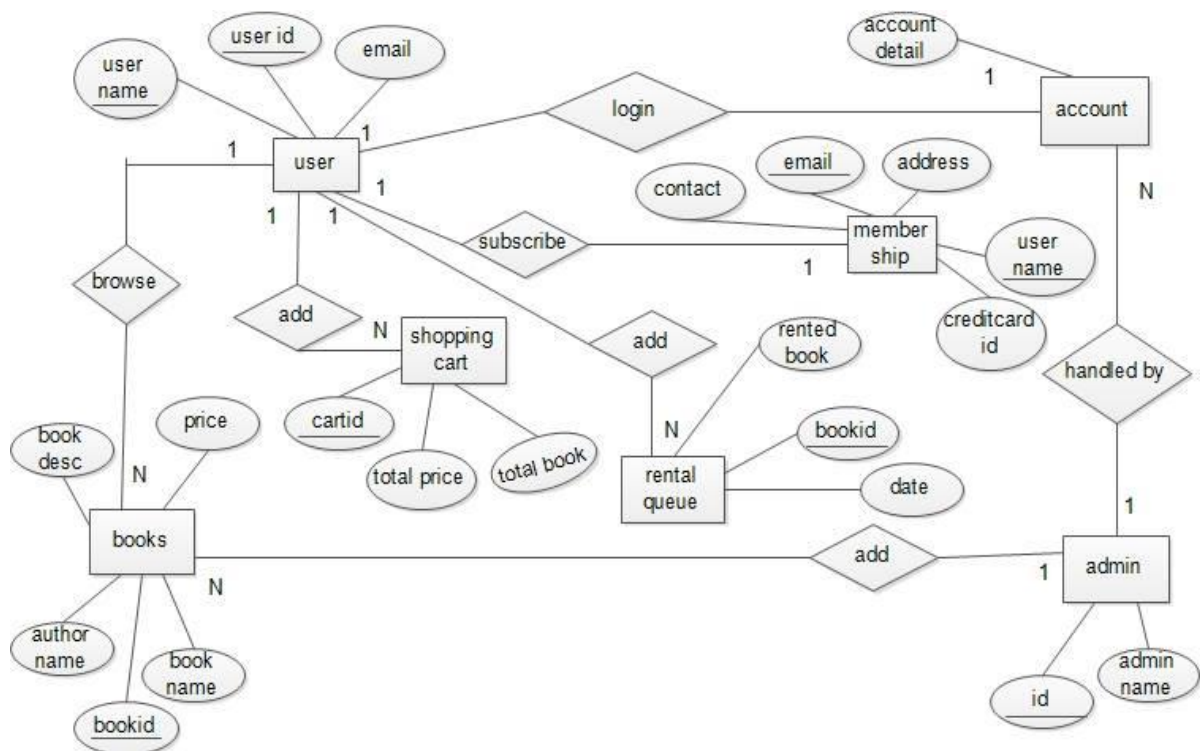 user id
email
user
name
account
detail
1
account
login
1
1
user
email
address
contact
N
1
1
1
subscribe
member
ship
user
name
1
browse
add
N
shopping
cart
add
rented
book
creditcard
id
handled by
cartid
price
book
desc
total price
total book
N
bookid
rental
queue
date
N
1
books
add
admin
N
1
author
name
book
name
bookid
admin
name
id